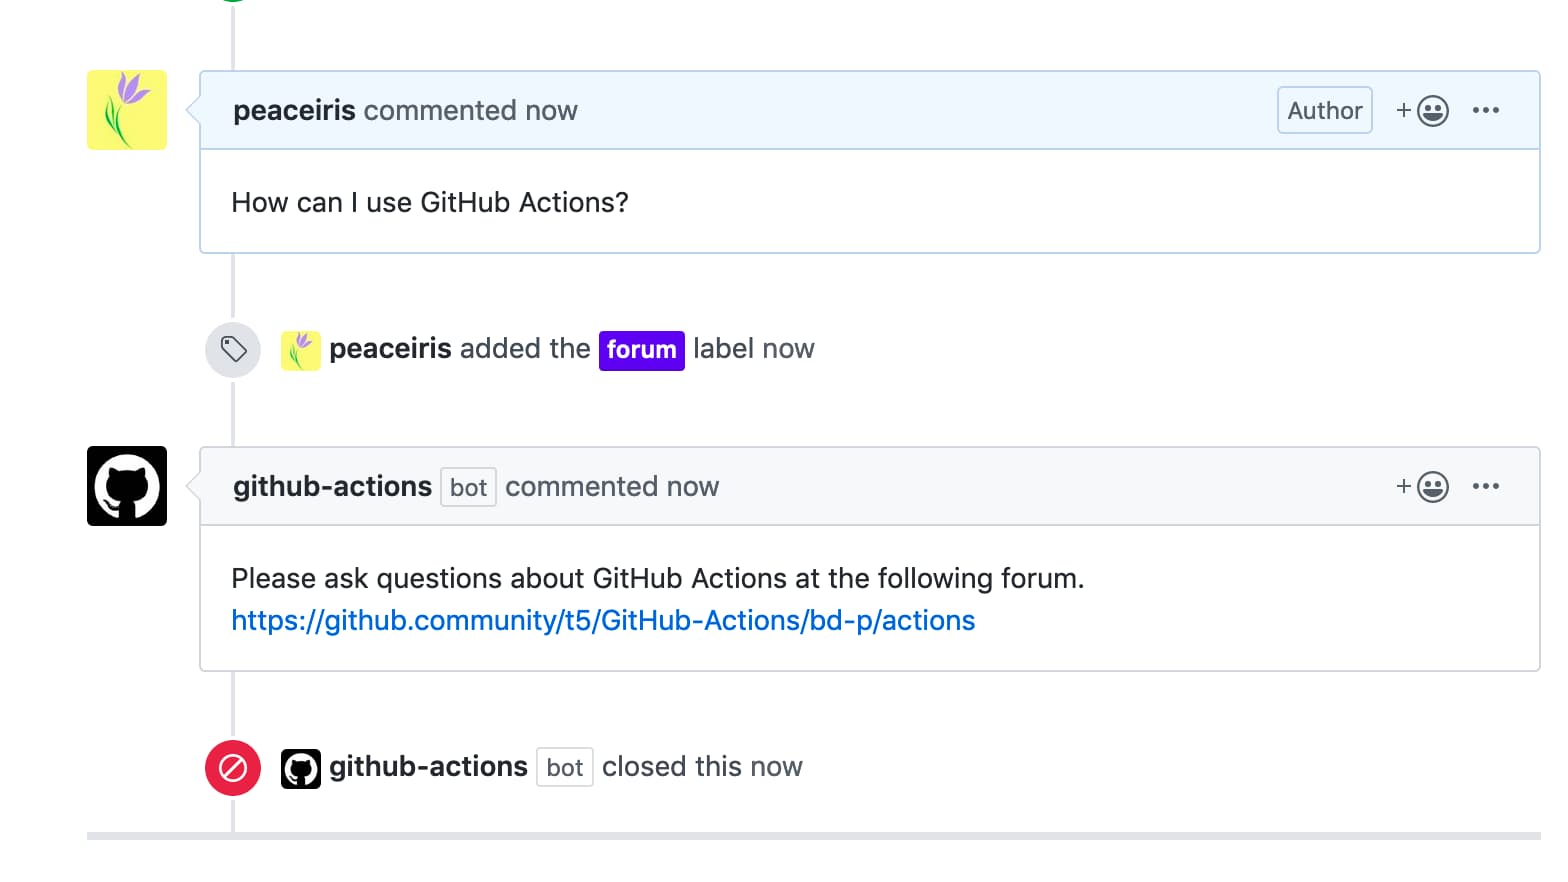 peaceiris commented now Author
How can I use GitHub Actions?
peaceiris added the forum label now
github-actions bot commented now
Please ask questions about GitHub Actions at the following forum.
https://github.community/t5/GitHub-Actions/bd-p/actions
github-actions bot closed this now